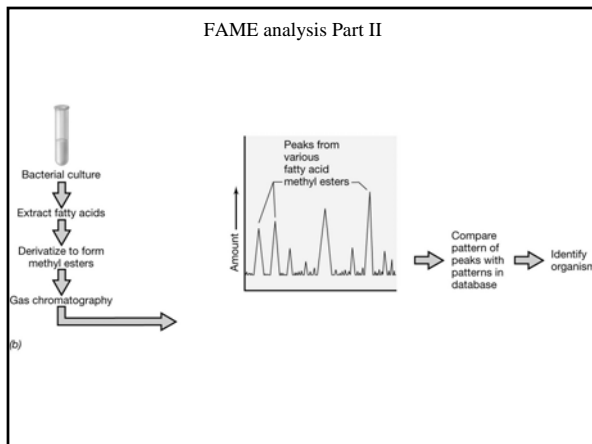 FAME analysis Part II
Bacterial culture
Extract fatty acids
Derivatize to form
methyl esters
Gas chromatography
(b)
Peaks from
various
fatty acid
methyl esters
Amount
Compare
pattern of
peaks with
patterns in
database
Identify
organism